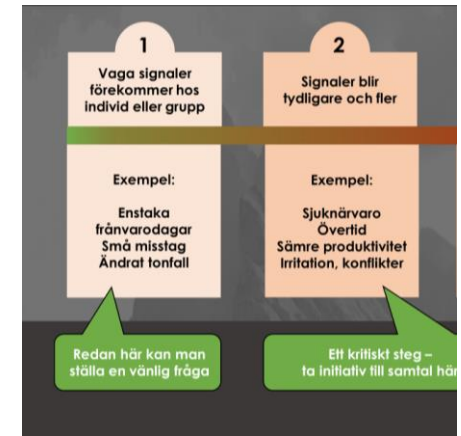 1
Vaga signaler
förekommer hos
individ eller grupp
Exempel:
Enstaka
frånvarodagar
Små misstag
Ändrat tonfall
Redan här kan man
ställa en vänlig fråga
2
Signaler blir
tydligare och fler
Exempel:
Sjuknärvaro
Övertid
Sämre produktivitet
Irritation, konflikter
Ett kritiskt steg –
ta initiativ till samtal här